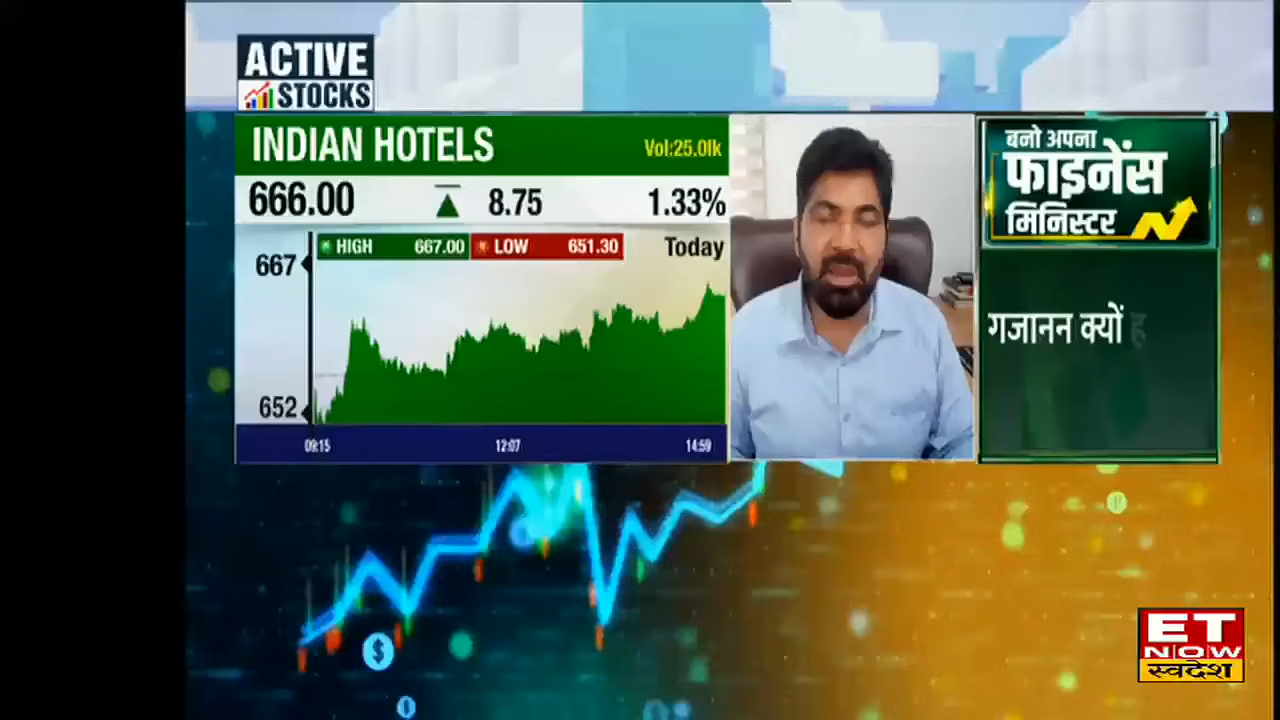 ACTIVE
STOCKS
INDIAN HOTELS
Vol:25.0lk
666.00
8.75
1.33%
HIGH 667.00
LOW 651.30
Today
667
652
09:15
12:07
14:59
बनो अपना
फाइनेंस
मिनिस्टर
गजानन क्यों
$
ET
NOW
स्वदेश